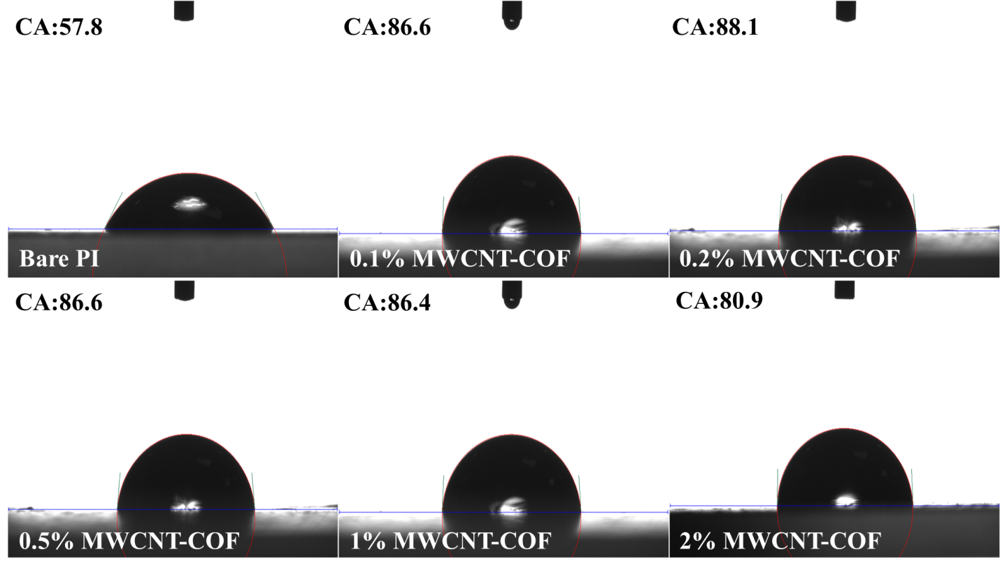 CA:57.8
CA:86.6
CA:88.1
Bare PI
0.1% MWCNT-COF
0.2% MWCNT-COF
CA:86.6
CA:86.4
CA:80.9
0.5% MWCNT-COF
1% MWCNT-COF
2% MWCNT-COF